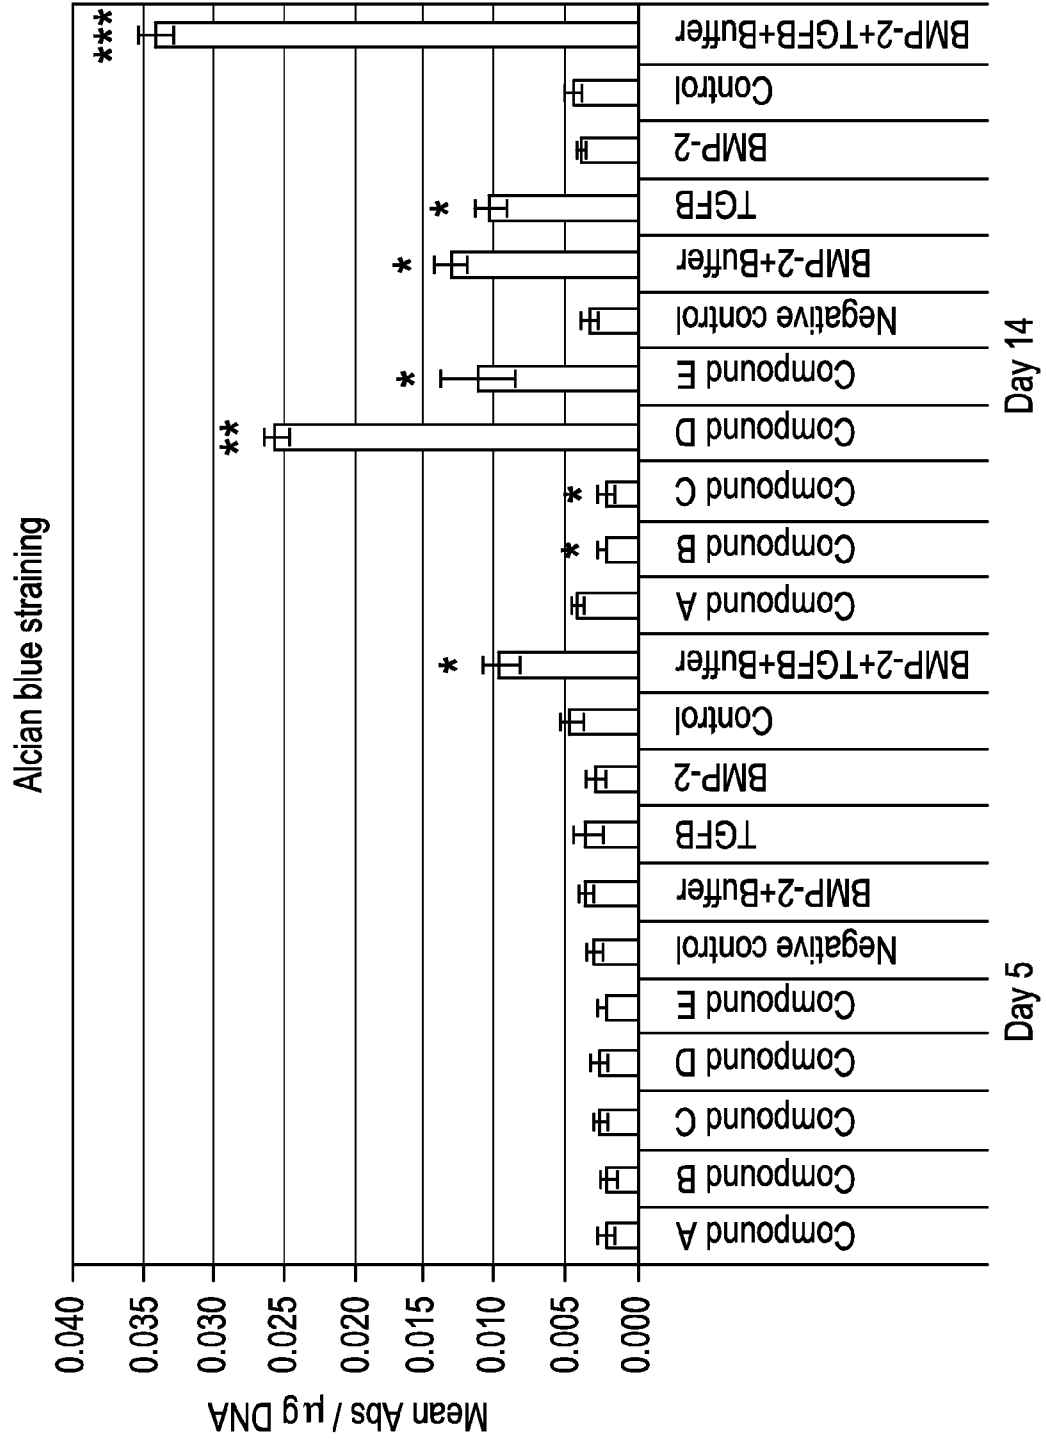 Alcian blue straining
Mean Abs / µg DNA
0.040
0.035
0.030
0.025
0.020
0.015
0.010
0.005
0.000
*
*
*
**
*
*
*
***
Compound A
Compound B
Compound C
Compound D
Compound E
Negative control
BMP-2+Buffer
TGFB
BMP-2
Control
BMP-2+TGFB+Buffer
Compound A
Compound B
Compound C
Compound D
Compound E
Negative control
BMP-2+Buffer
TGFB
BMP-2
Control
BMP-2+TGFB+Buffer
Day 5
Day 14